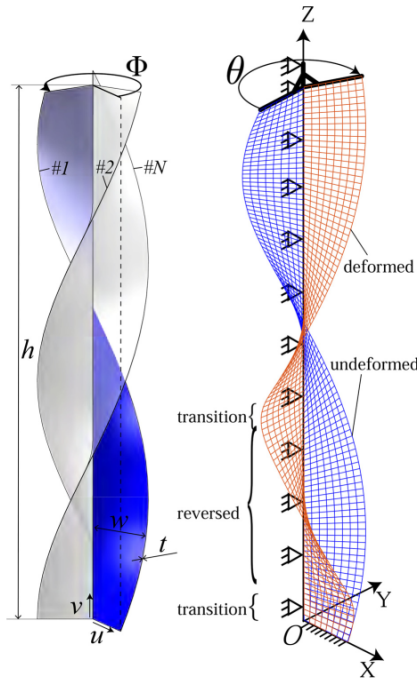 Φ
#1
#2
#N
h
w
t
v
u
Z
θ
deformed
undeformed
transition
reversed
transition
O
Y
X